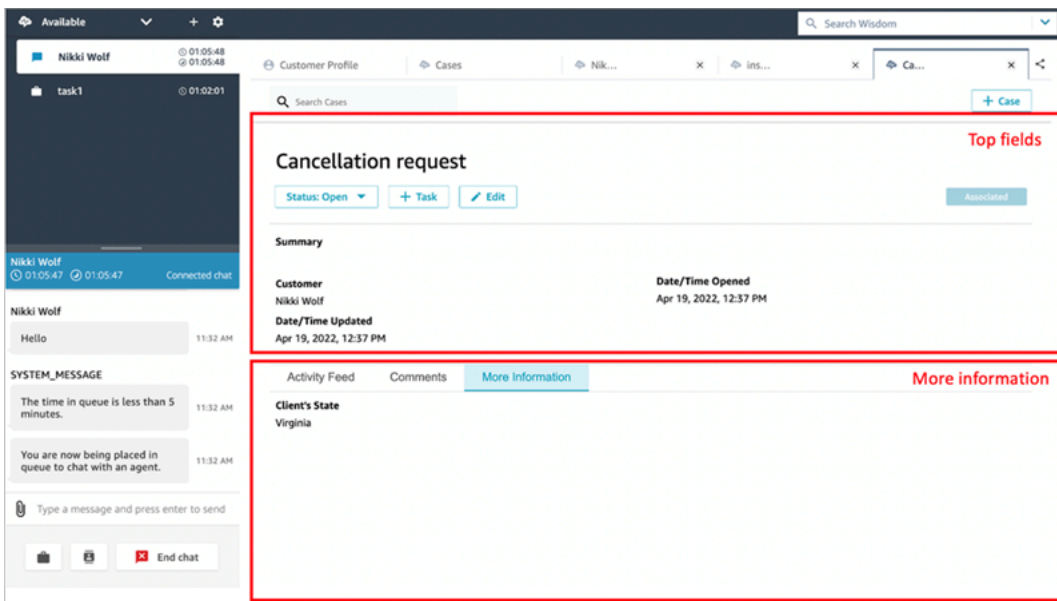 Available
Search Wisdom
Nikki Wolf
01:05:48
01:05:48
task1
01:02:01
Customer Profile
Cases
Nik...
ins...
Ca...
Search Cases
+ Case
Top fields
Cancellation request
Status: Open
+ Task
Edit
Associated
Summary
Customer
Nikki Wolf
Date/Time Opened
Apr 19, 2022, 12:37 PM
Date/Time Updated
Apr 19, 2022, 12:37 PM
Nikki Wolf
01:05:47 01:05:47 Connected chat
Nikki Wolf
Hello
11:32 AM
SYSTEM_MESSAGE
The time in queue is less than 5
minutes.
11:32 AM
You are now being placed in
queue to chat with an agent.
11:32 AM
Type a message and press enter to send
End chat
Activity Feed
Comments
More Information
More information
Client's State
Virginia